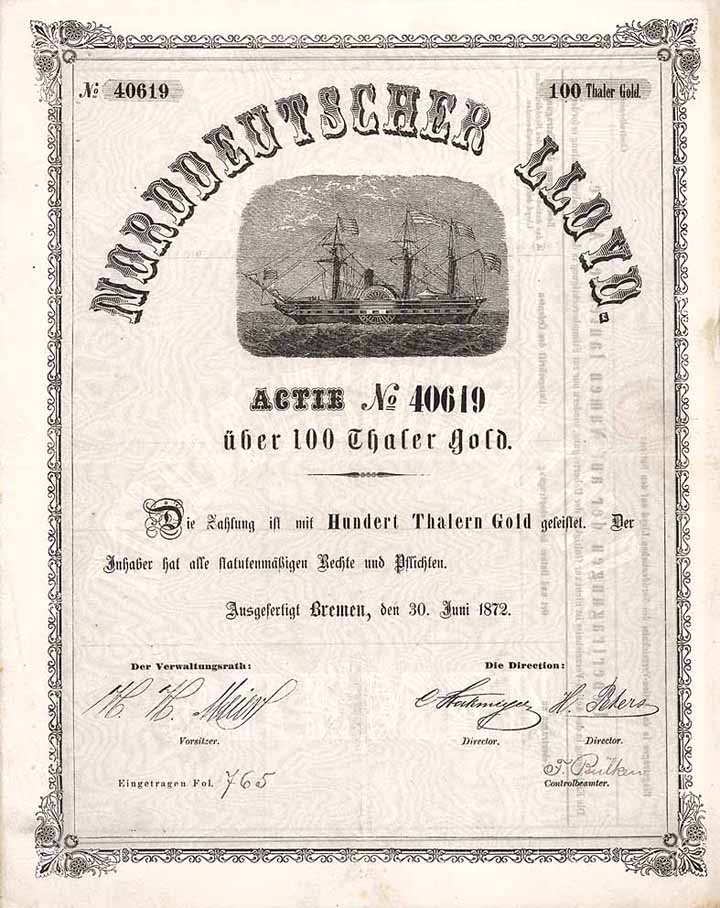 No 40619
100 Thaler Gold.
NORDDEUTSCHER LLOYD.
ACTIE No 40619
über 100 Thaler Gold.
Die Zahlung ist mit Hundert Thalern Gold geleistet. Der
Inhaber hat alle statutenmäßigen Rechte und Pflichten.
Ausgefertigt Bremen, den 30. Juni 1872.
Der Verwaltungsrath:
Die Direction:
H. H. Meier
H. Peters
Vorsitzer.
Director.
Director.
Eingetragen Fol. 765
Controlbeamter.